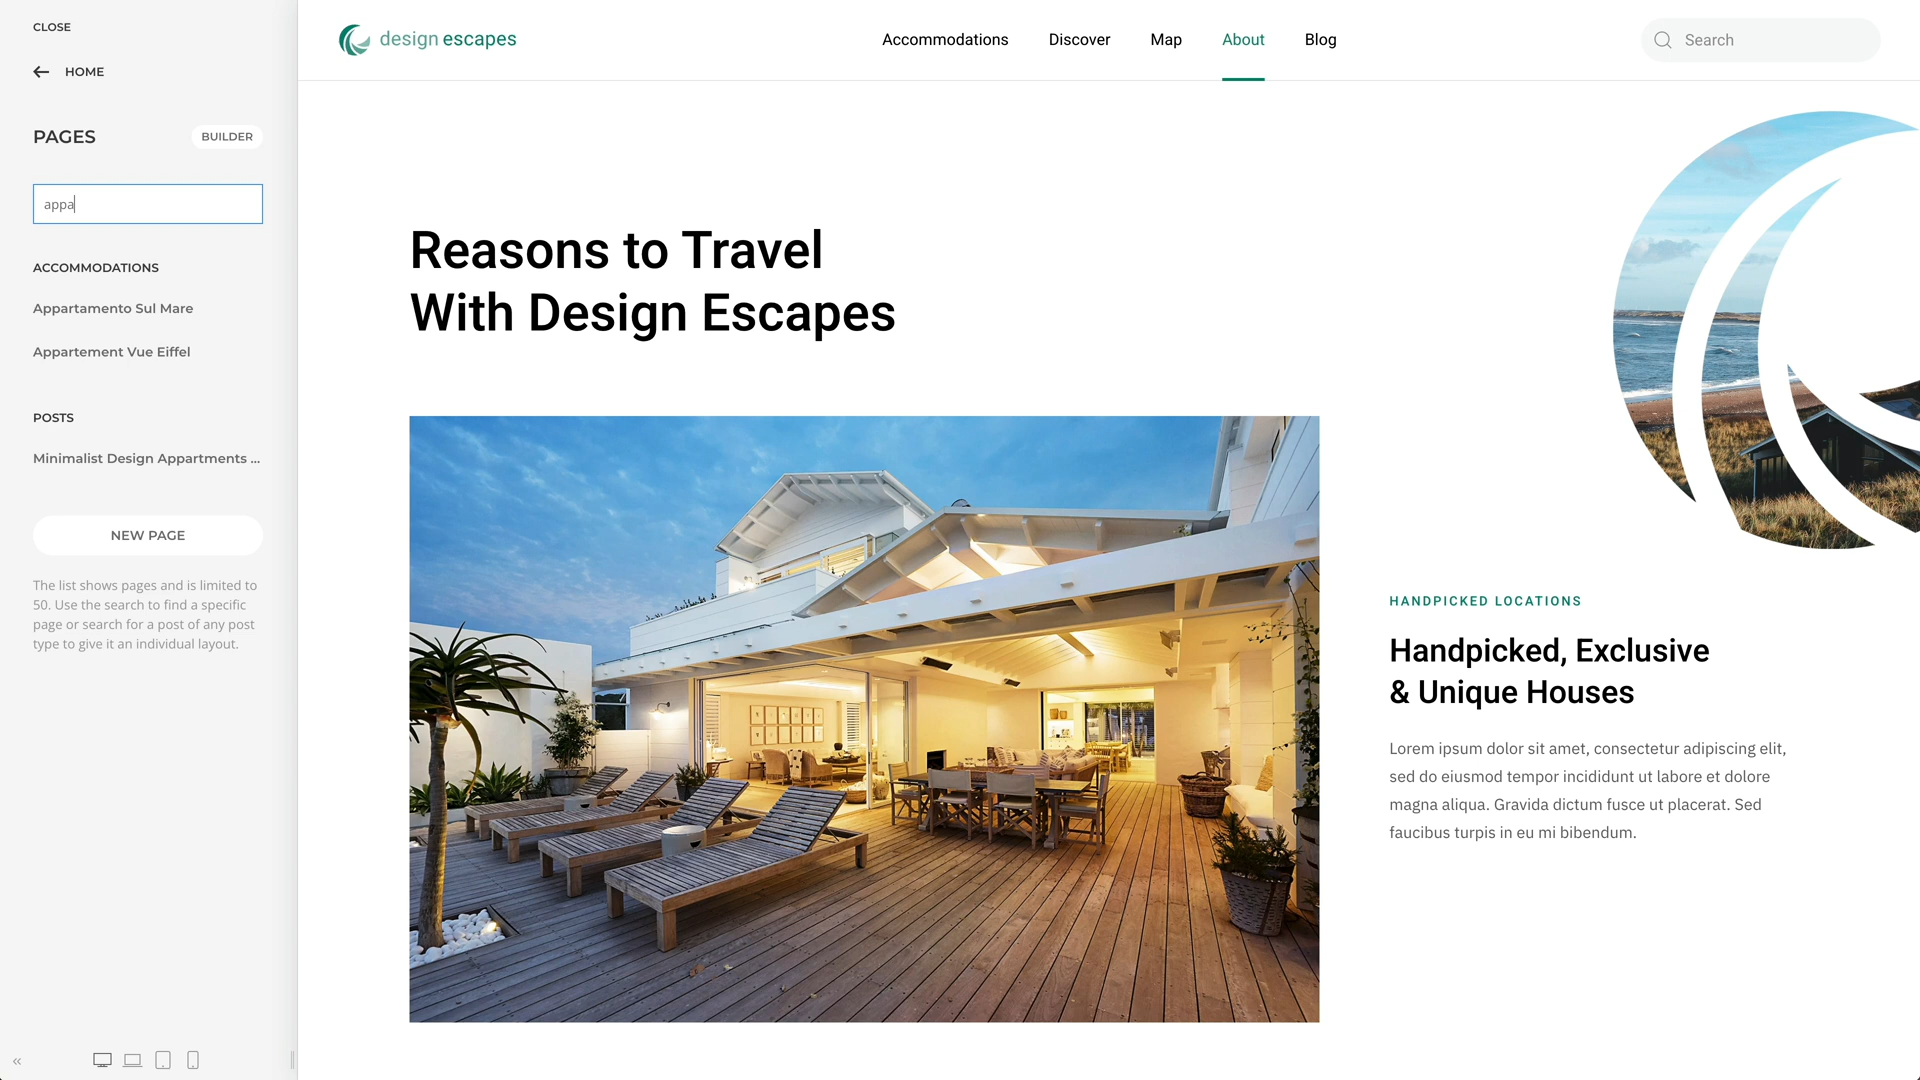 CLOSE
HOME
PAGES
BUILDER
appa
ACCOMMODATIONS
Appartamento Sul Mare
Appartement Vue Eiffel
POSTS
Minimalist Design Appartments ...
NEW PAGE
The list shows pages and is limited to
50. Use the search to find a specific
page or search for a post of any post
type to give it an individual layout.
design escapes
Accommodations
Discover
Map
About
Blog
Search
Reasons to Travel
With Design Escapes
HANDPICKED LOCATIONS
Handpicked, Exclusive
& Unique Houses
Lorem ipsum dolor sit amet, consectetur adipiscing elit,
sed do eiusmod tempor incididunt ut labore et dolore
magna aliqua. Gravida dictum fusce ut placerat. Sed
faucibus turpis in eu mi bibendum.